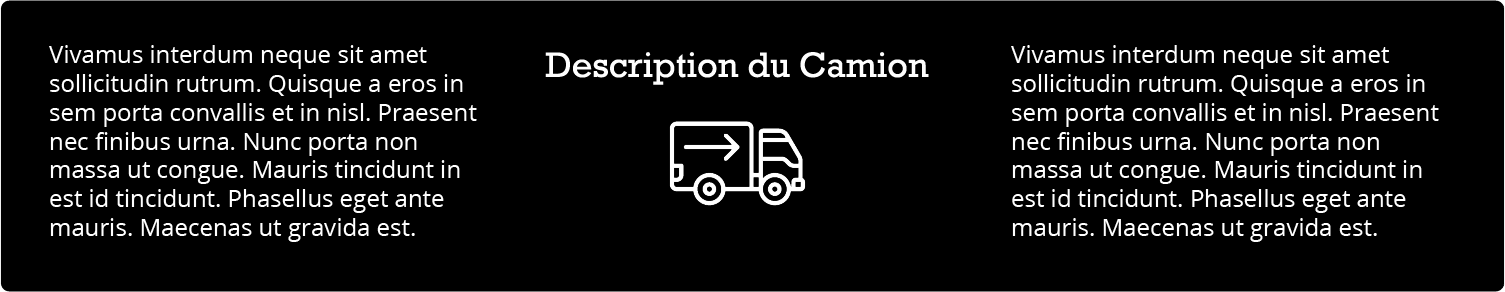 Vivamus interdum neque sit amet
sollicitudin rutrum. Quisque a eros in
sem porta convallis et in nisl. Praesent
nec finibus urna. Nunc porta non
massa ut congue. Mauris tincidunt in
est id tincidunt. Phasellus eget ante
mauris. Maecenas ut gravida est.
Description du Camion
Vivamus interdum neque sit amet
sollicitudin rutrum. Quisque a eros in
sem porta convallis et in nisl. Praesent
nec finibus urna. Nunc porta non
massa ut congue. Mauris tincidunt in
est id tincidunt. Phasellus eget ante
mauris. Maecenas ut gravida est.